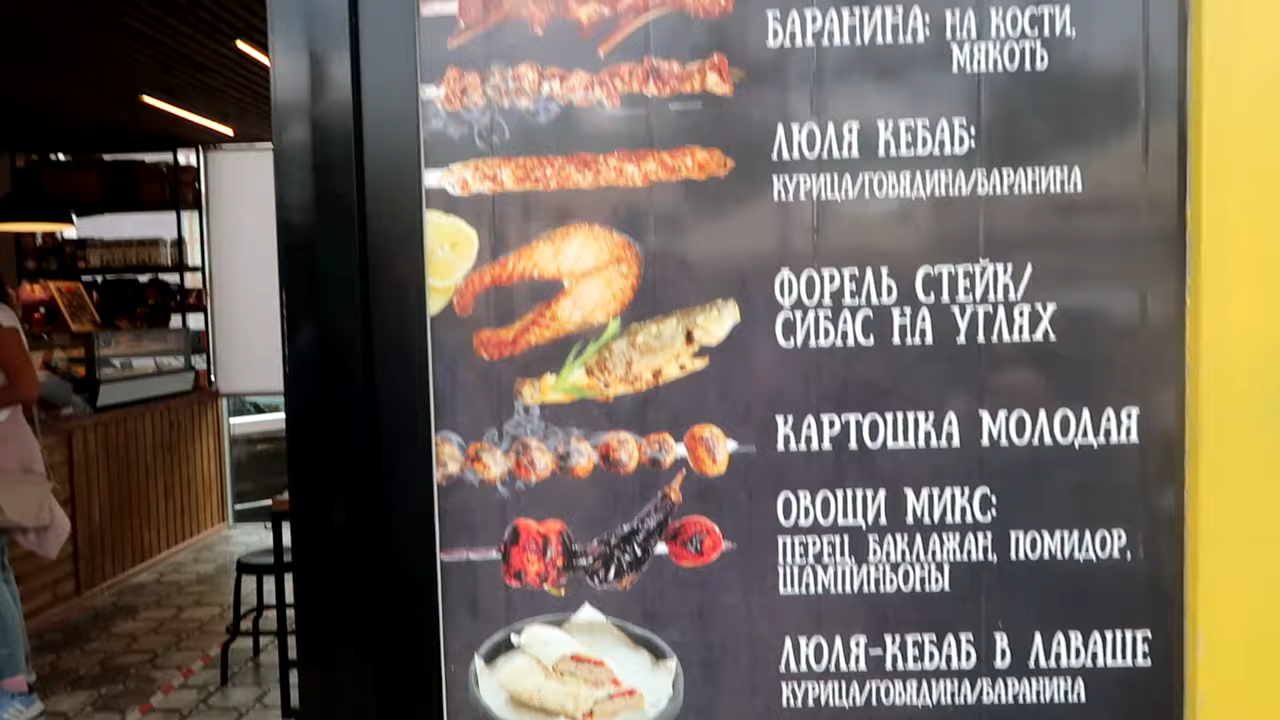 БАРАНИНА: НА КОСТИ,
МЯКОТЬ
ЛЮЛЯ КЕБАБ:
КУРИЦА/ГОВЯДИНА/БАРАНИНА
ФОРЕЛЬ СТЕЙК/
СИБАС НА УГЛЯХ
КАРТОШКА МОЛОДАЯ
ОВОЩИ МИКС:
ПЕРЕЦ, БАКЛАЖАН, ПОМИДОР,
ШАМПИНЬОНЫ
ЛЮЛЯ-КЕБАБ В ЛАВАШЕ
КУРИЦА/ГОВЯДИНА/БАРАНИНА